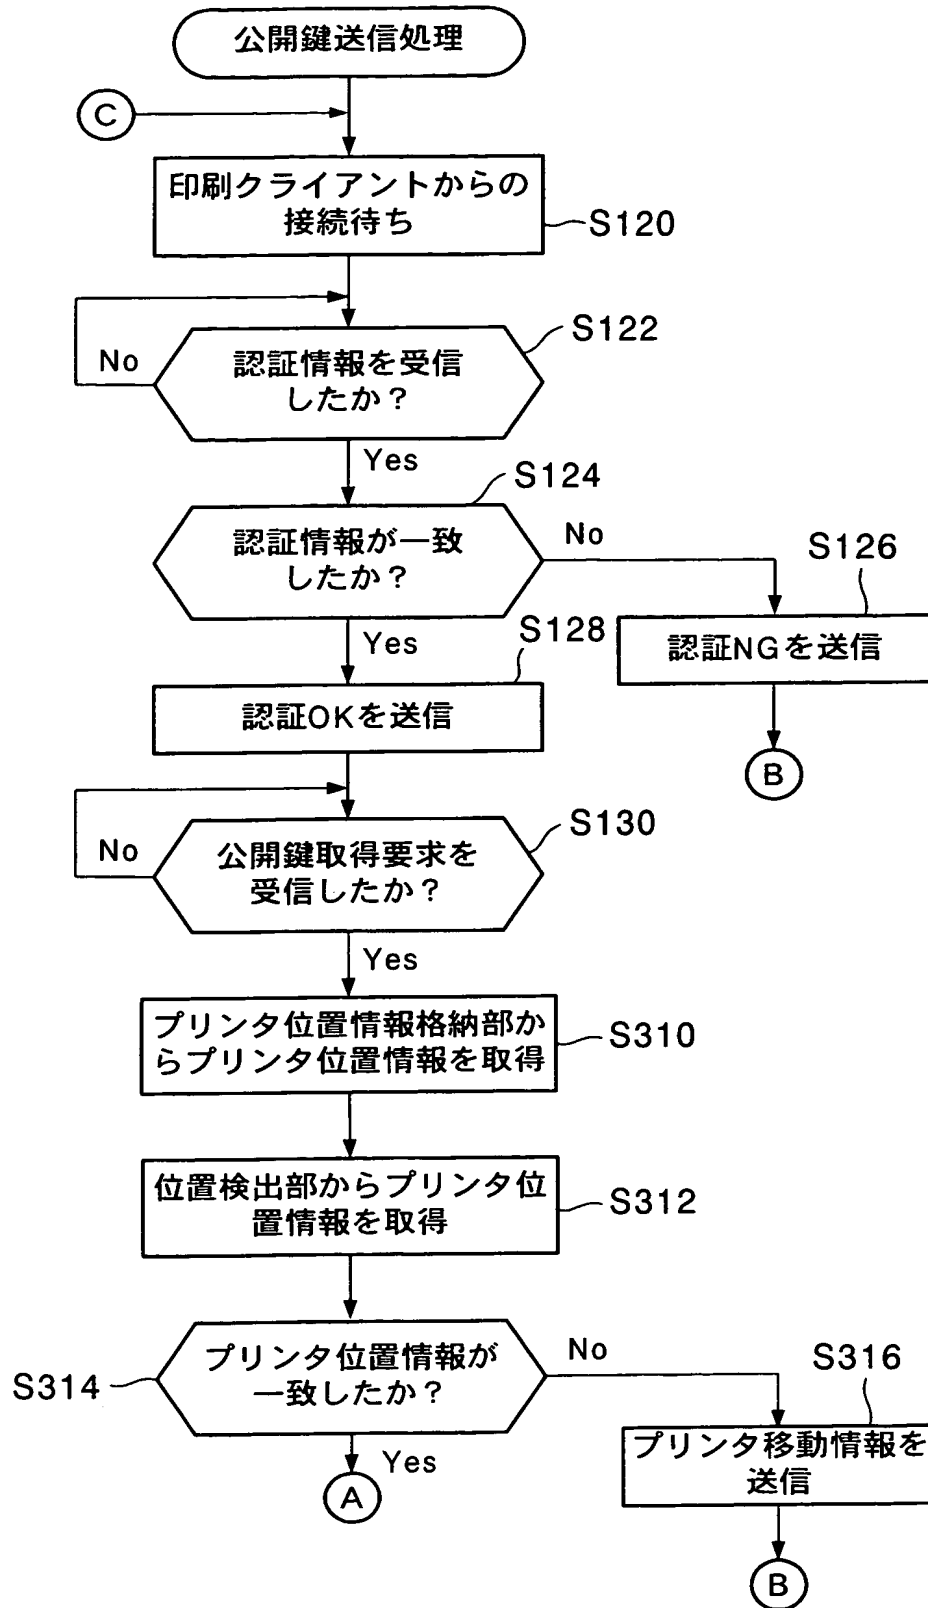 公開鍵送信処理
C
印刷クライアントからの
接続待ち
S120
S122
No
認証情報を受信
したか？
Yes
S124
認証情報が一致
したか？
No
S126
Yes
S128
認証NGを送信
認証OKを送信
B
S130
No
公開鍵取得要求を
受信したか？
Yes
プリンタ位置情報格納部か
らプリンタ位置情報を取得
S310
位置検出部からプリンタ位
置情報を取得
S312
プリンタ位置情報が
一致したか？
No
S316
S314
Yes
プリンタ移動情報を
送信
A
B